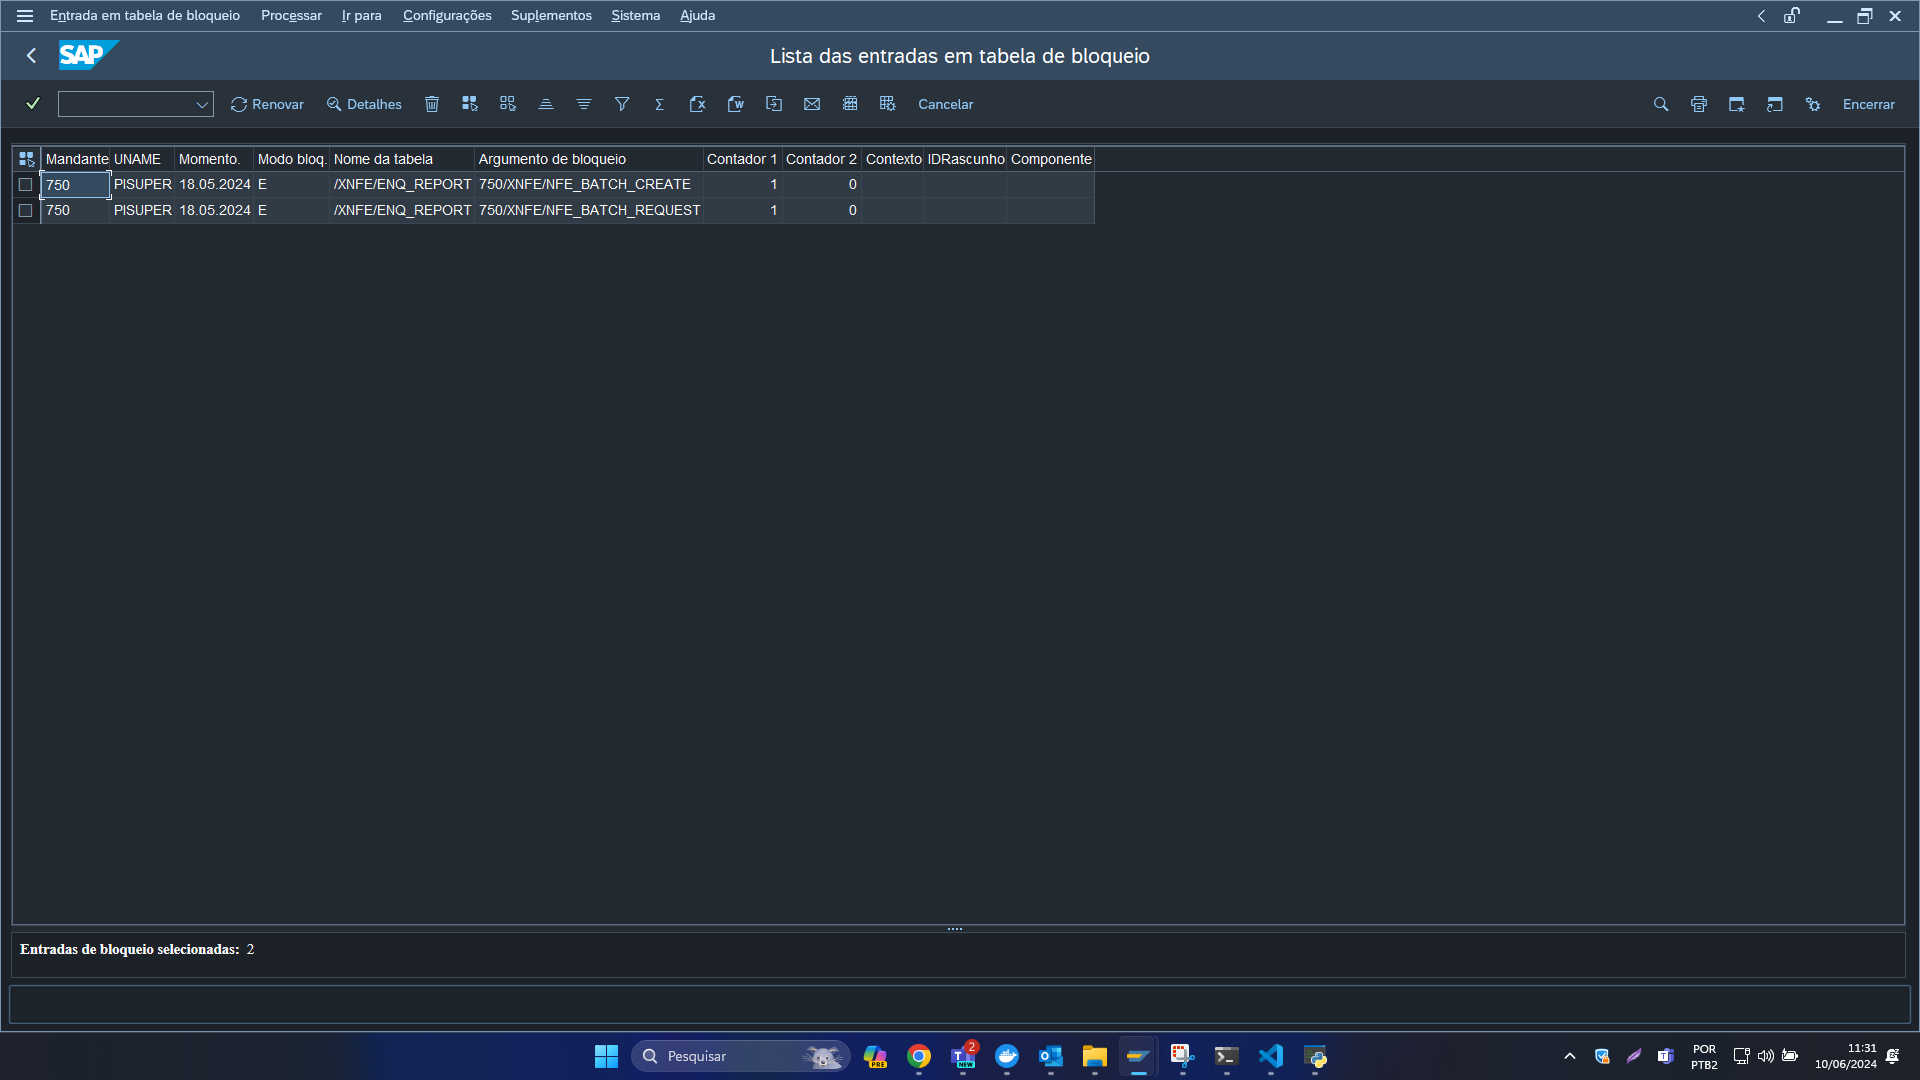 Entrada em tabela de bloqueio Processar Ir para Configurações Suplementos Sistema Ajuda
SAP Lista das entradas em tabela de bloqueio
Renovar Detalhes Cancelar Encerrar
Mandante UNAME Momento. Modo bloq. Nome da tabela Argumento de bloqueio Contador 1 Contador 2 Contexto IDRascunho Componente
750 PISUPER 18.05.2024 E /XNFE/ENQ_REPORT 750/XNFE/NFE_BATCH_CREATE 1 0
750 PISUPER 18.05.2024 E /XNFE/ENQ_REPORT 750/XNFE/NFE_BATCH_REQUEST 1 0
Entradas de bloqueio selecionadas: 2
Pesquisar PRE 2 NEW POR 11:31
PTB2 10/06/2024